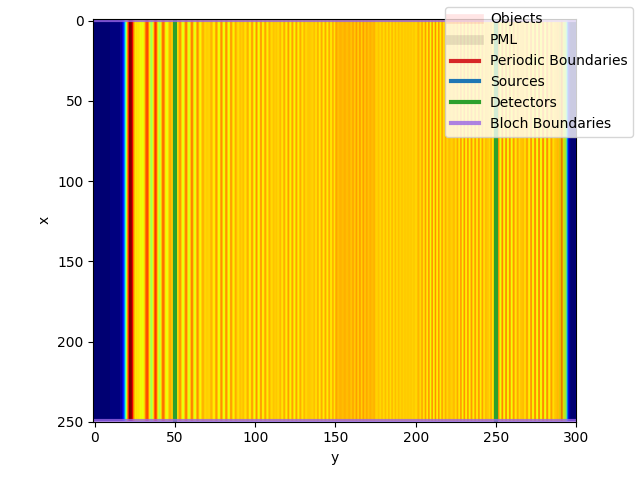 Objects
PML
Periodic Boundaries
Sources
Detectors
Bloch Boundaries
0
50
100
150
200
250
x
0
50
100
150
200
250
300
y